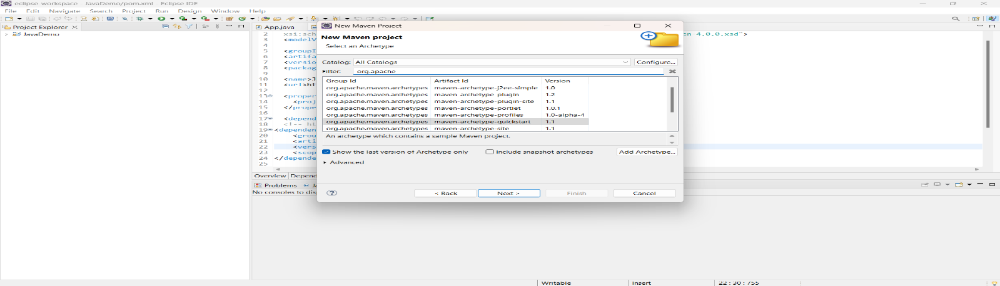 eclipse-workspace - JavaDemo/pom.xml - Eclipse IDE
File Edit Navigate Search Project Run Design Window Help
Project Explorer
JavaDemo
App.java
2 xsi:sch
3 <modelV
4
5 <groupI
6 <artifa
7 <versio
8 <packag
9
10 <name>J
11 <url>ht
12
13 <proper
14 <proj
15 </prope
16
17 <depend
18 <!-- ht
19 <dependen
20 <grou
21 <arti
22 <vers
23 <scop
24 </depende
25
n 4.0.0.xsd">
Overview Depend
Problems Ja
No consoles to dis
New Maven Project
New Maven project
Select an Archetype
Catalog: All Catalogs Configure...
Filter: org.apache
Group Id Artifact Id Version
org.apache.maven.archetypes maven-archetype-j2ee-simple 1.0
org.apache.maven.archetypes maven-archetype-plugin 1.2
org.apache.maven.archetypes maven-archetype-plugin-site 1.1
org.apache.maven.archetypes maven-archetype-portlet 1.0.1
org.apache.maven.archetypes maven-archetype-profiles 1.0-alpha-4
org.apache.maven.archetypes maven-archetype-quickstart 1.1
org.apache.maven.archetypes maven-archetype-site 1.1
An archetype which contains a sample Maven project.
Show the last version of Archetype only Include snapshot archetypes Add Archetype...
Advanced
< Back Next > Finish Cancel
Writable Insert 22 : 30 : 755